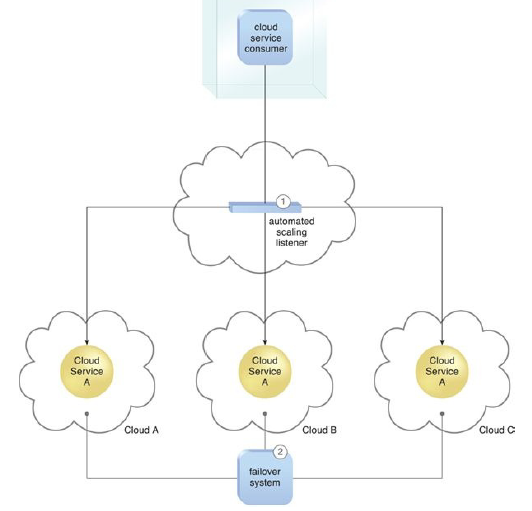 cloud
service
consumer
1
automated
scaling
listener
Cloud
Service
A
Cloud A
Cloud
Service
A
Cloud B
Cloud
Service
A
Cloud C
2
failover
system